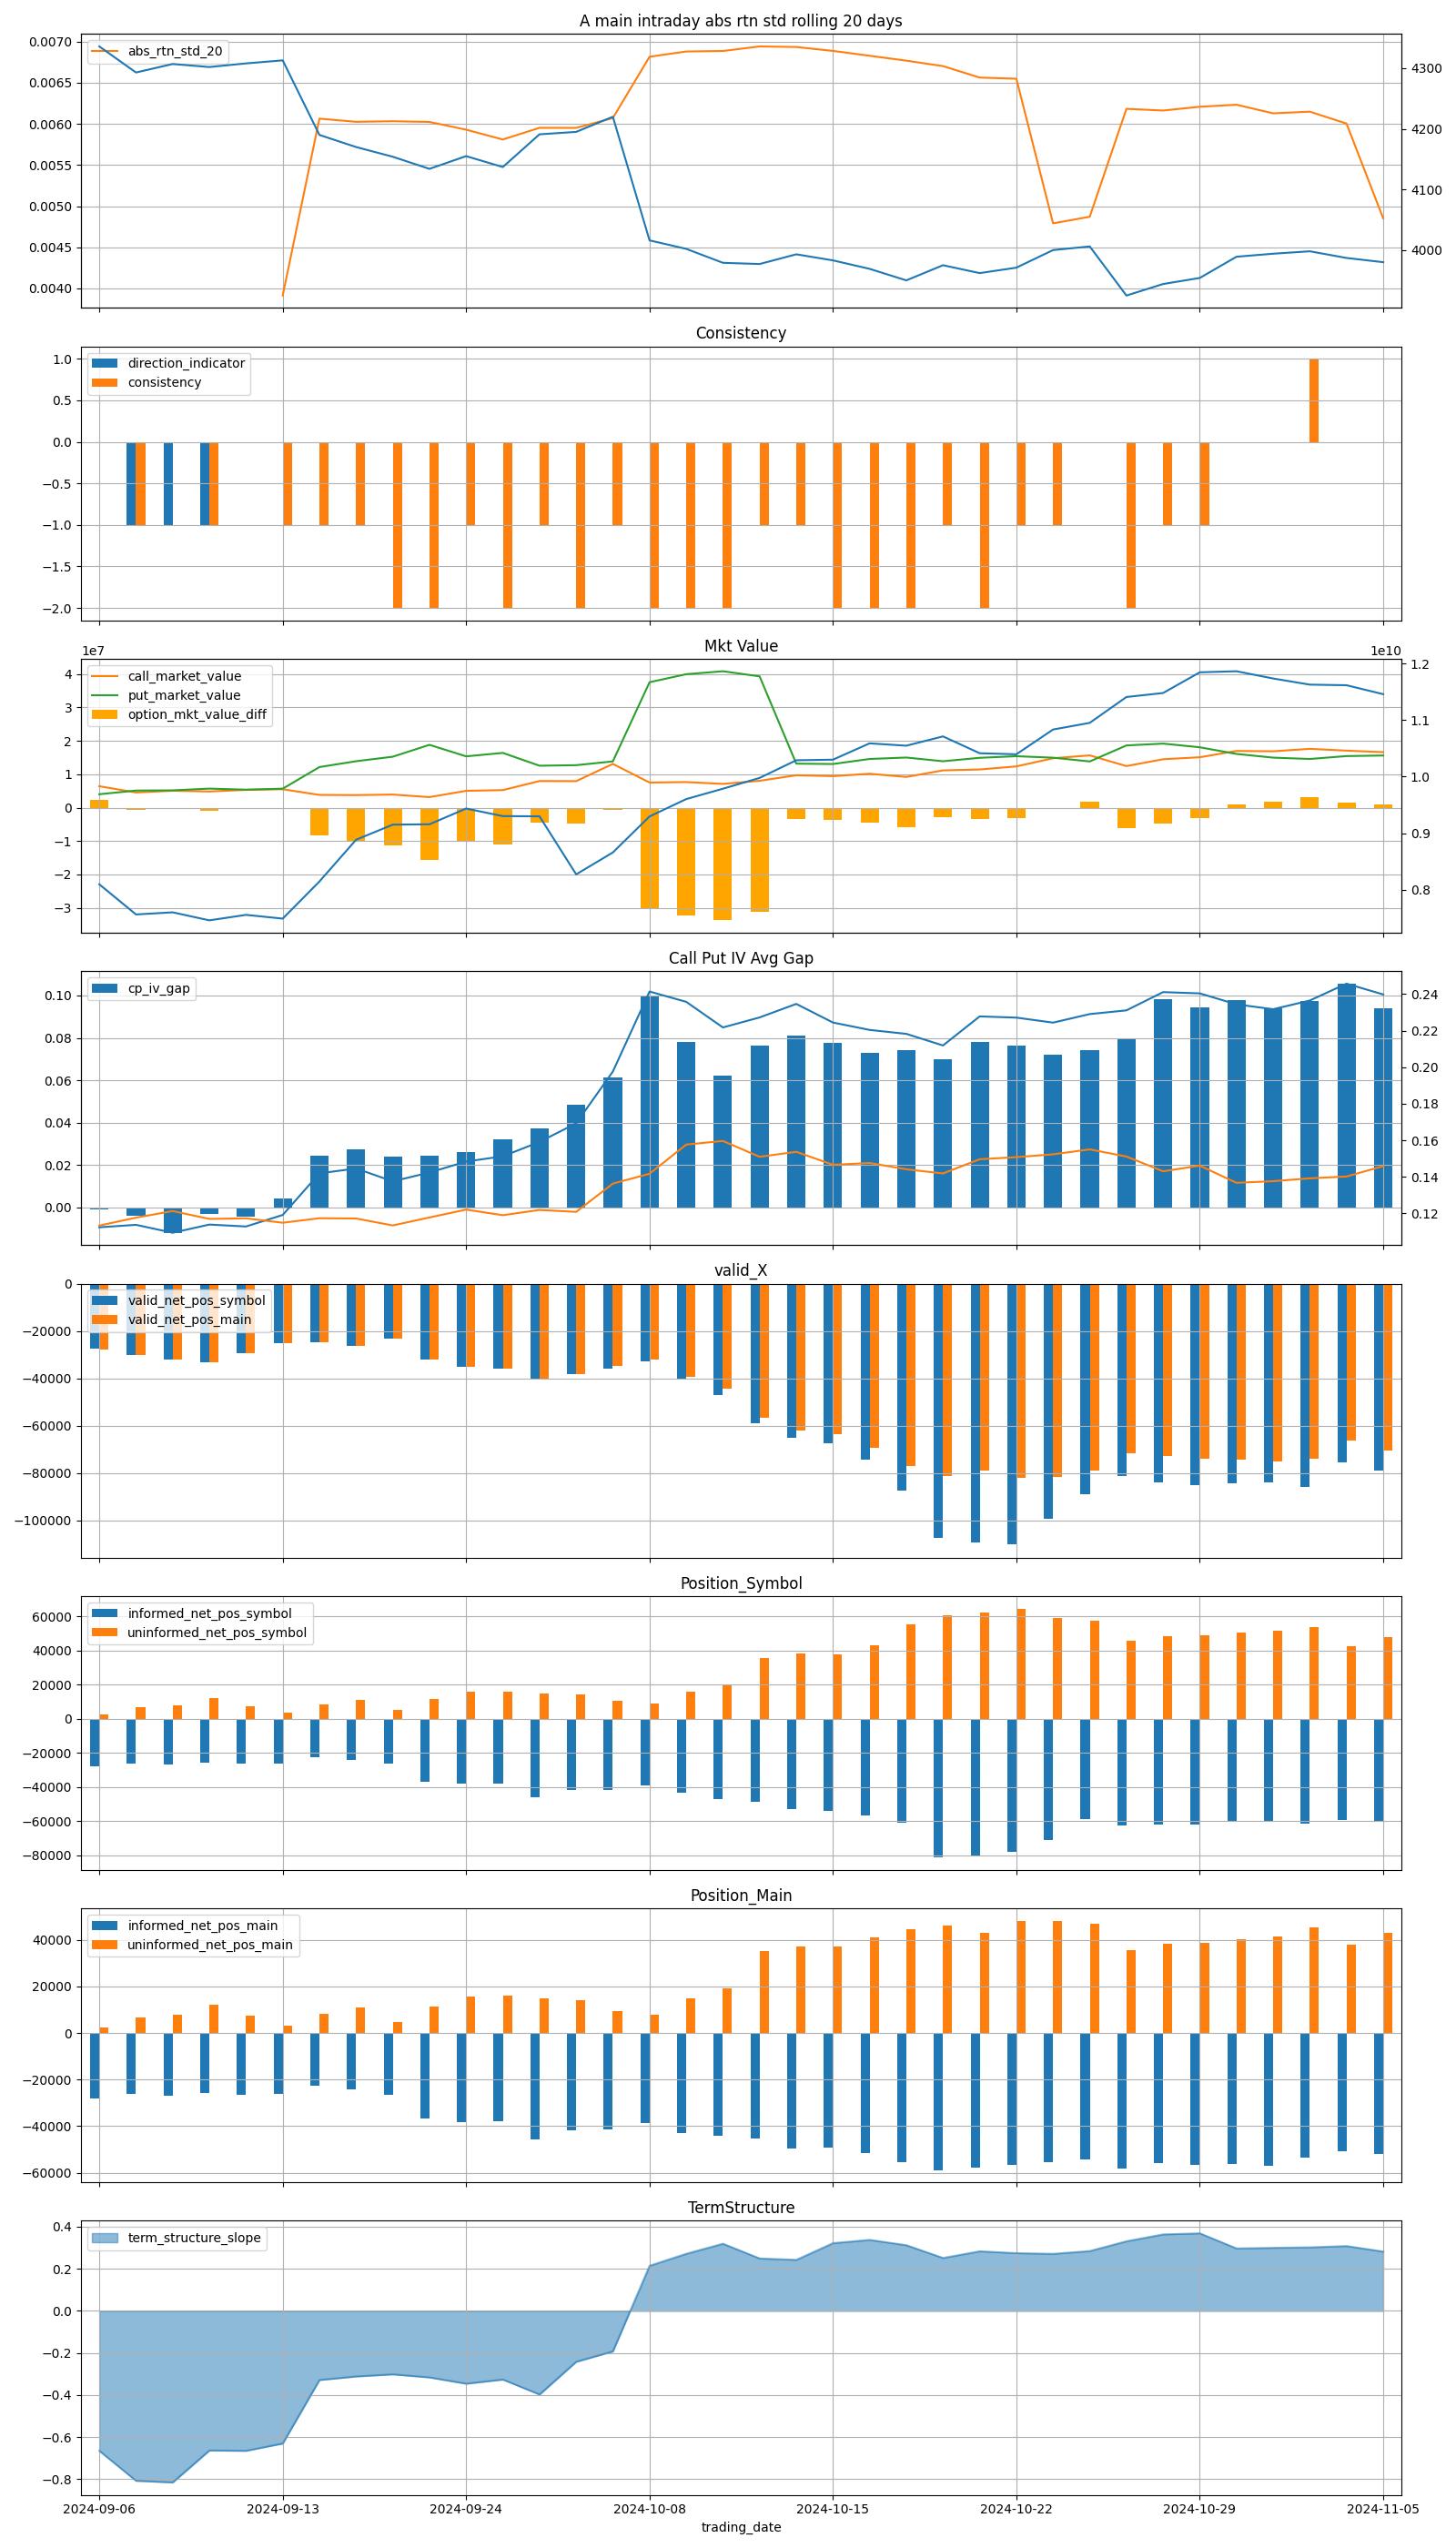 A main intraday abs rtn std rolling 20 days
abs_rtn_std_20
0.0070
0.0065
0.0060
0.0055
0.0050
0.0045
0.0040
4300
4200
4100
4000
Consistency
direction_indicator
consistency
1.0
0.5
0.0
−0.5
−1.0
−1.5
−2.0
Mkt Value
1e7
1e10
call_market_value
put_market_value
option_mkt_value_diff
4
3
2
1
0
−1
−2
−3
1.2
1.1
1.0
0.9
0.8
Call Put IV Avg Gap
cp_iv_gap
0.10
0.08
0.06
0.04
0.02
0.00
0.24
0.22
0.20
0.18
0.16
0.14
0.12
valid_X
valid_net_pos_symbol
valid_net_pos_main
0
−20000
−40000
−60000
−80000
−100000
Position_Symbol
informed_net_pos_symbol
uninformed_net_pos_symbol
60000
40000
20000
0
−20000
−40000
−60000
−80000
Position_Main
informed_net_pos_main
uninformed_net_pos_main
40000
20000
0
−20000
−40000
−60000
TermStructure
term_structure_slope
0.4
0.2
0.0
−0.2
−0.4
−0.6
−0.8
2024-09-06 2024-09-13 2024-09-24 2024-10-08 2024-10-15 2024-10-22 2024-10-29 2024-11-05
trading_date